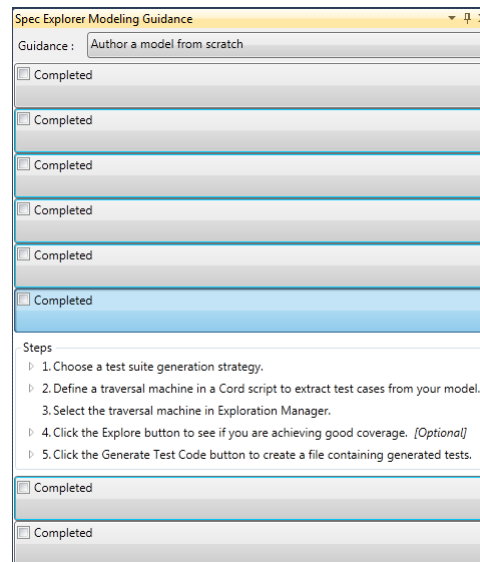 Spec Explorer Modeling Guidance
Guidance : Author a model from scratch
Completed
Completed
Completed
Completed
Completed
Completed
Steps
1. Choose a test suite generation strategy.
2. Define a traversal machine in a Cord script to extract test cases from your model.
3. Select the traversal machine in Exploration Manager.
4. Click the Explore button to see if you are achieving good coverage. [Optional]
5. Click the Generate Test Code button to create a file containing generated tests.
Completed
Completed